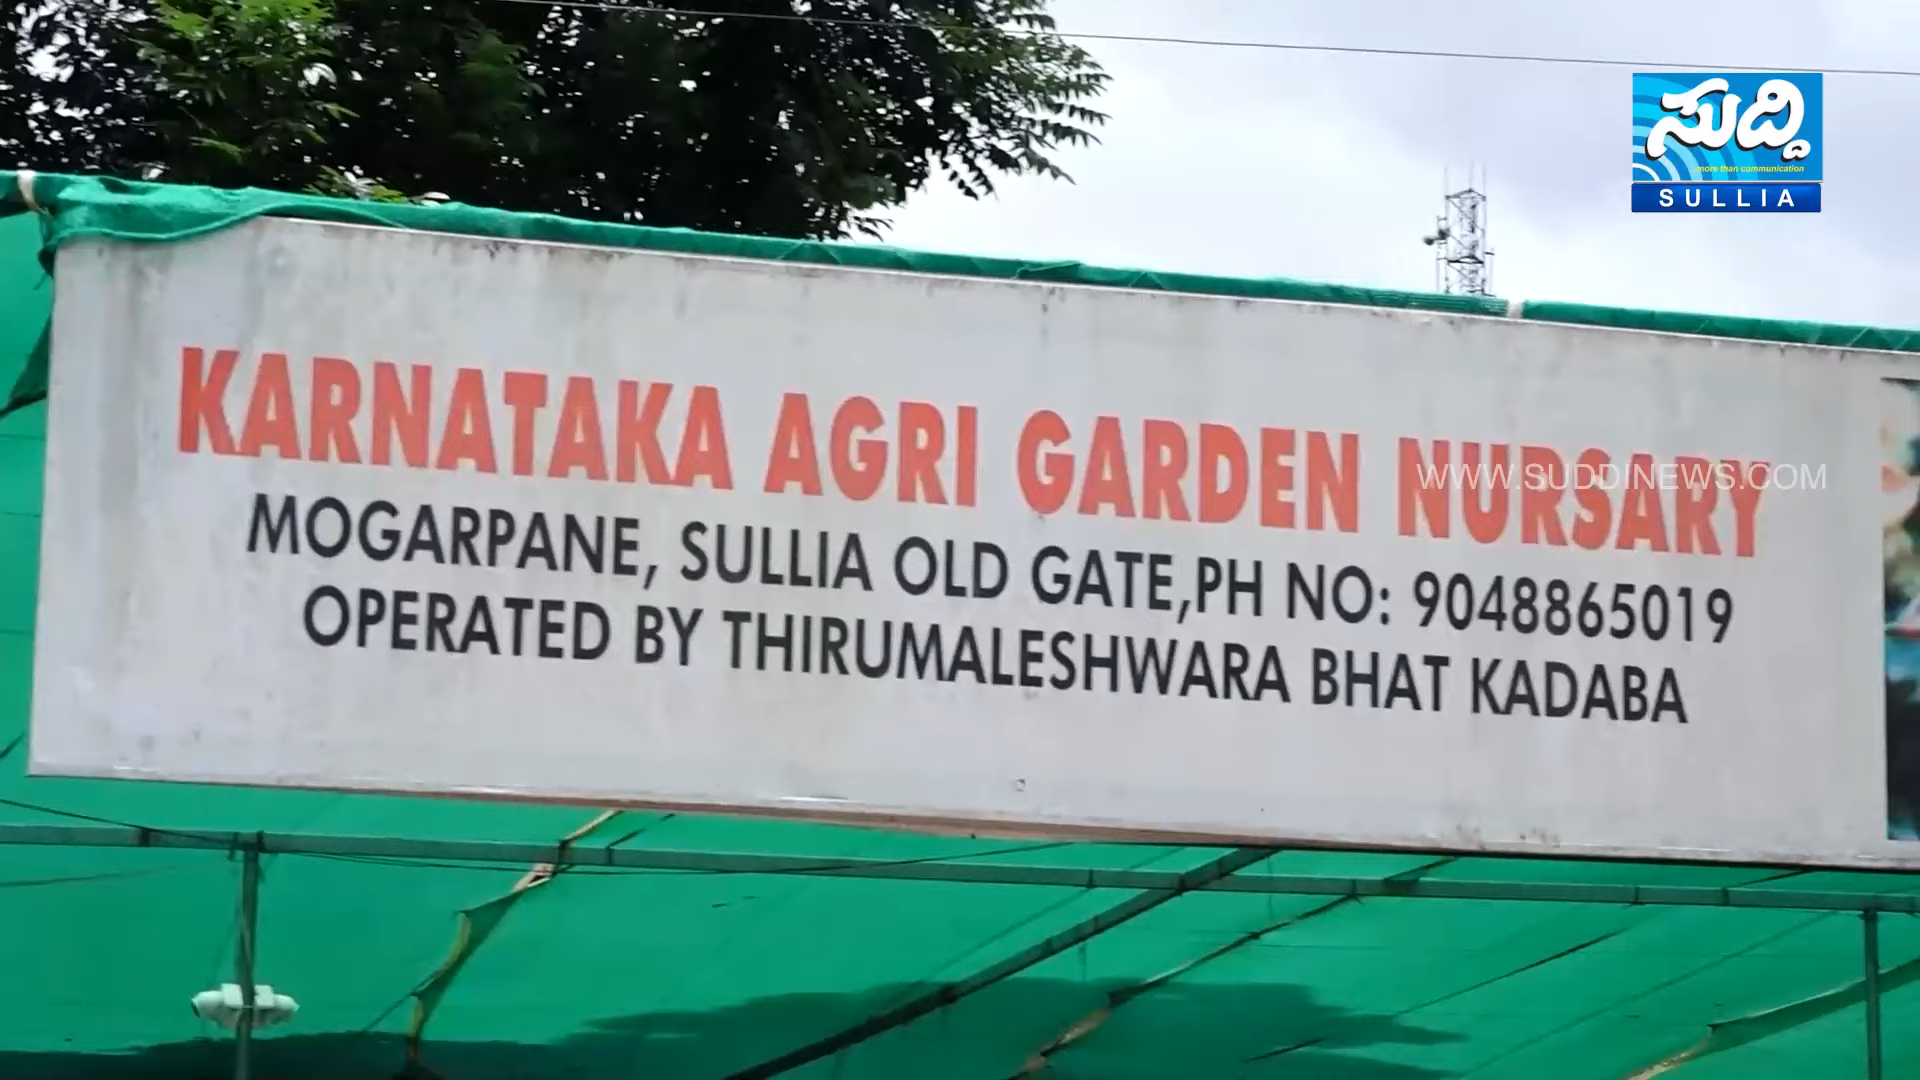 ಸುದ್ದಿ
more than communication
SULLIA
KARNATAKA AGRI GARDEN NURSARY
WWW.SUDDINEWS.COM
MOGARPANE, SULLIA OLD GATE,PH NO: 9048865019
OPERATED BY THIRUMALESHWARA BHAT KADABA